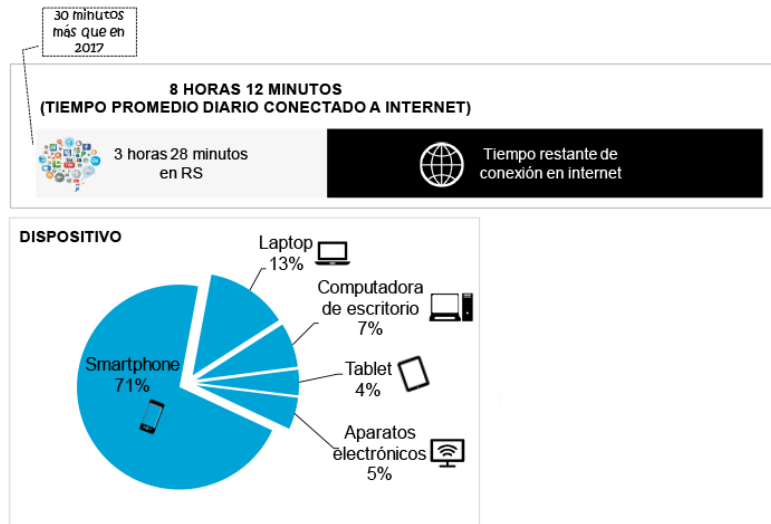 30 minutos
más que en
2017
8 HORAS 12 MINUTOS
(TIEMPO PROMEDIO DIARIO CONECTADO A INTERNET)
3 horas 28 minutos
en RS
Tiempo restante de
conexión en internet
DISPOSITIVO
Laptop
13%
Computadora
de escritorio
7%
Smartphone
71%
Tablet
4%
Aparatos
electrónicos
5%